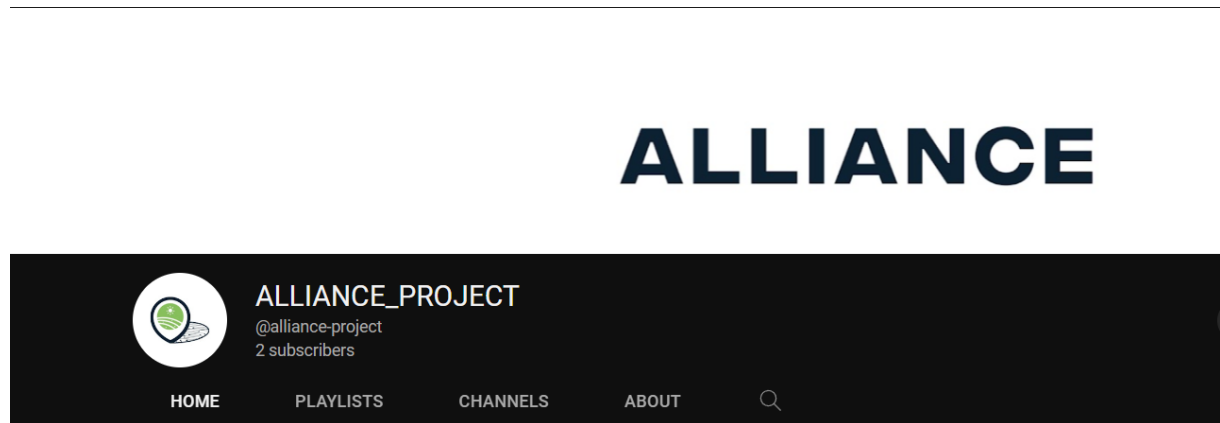 ALLIANCE
ALLIANCE_PROJECT
@alliance-project
2 subscribers
HOME PLAYLISTS CHANNELS ABOUT